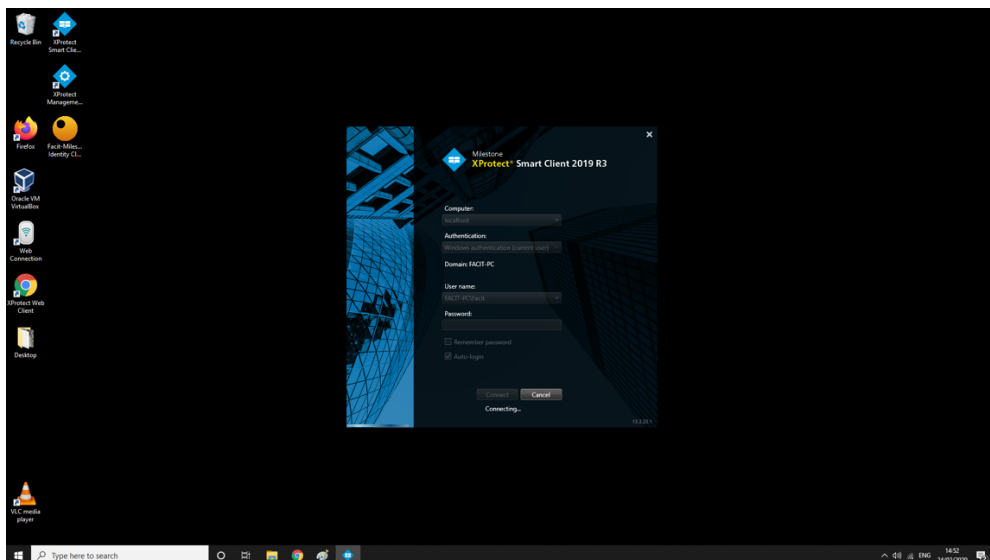 Recycle Bin
XProtect
Smart Clie...
XProtect
Manageme...
Firefox
Facit-Miles...
Identity Cl...
Oracle VM
VirtualBox
Web
Connection
XProtect Web
Client
Desktop
VLC media
player
Milestone
XProtect® Smart Client 2019 R3
Computer:
localhost
Authentication:
Windows authentication (current user)
Domain: FACIT-PC
User name:
FACIT-PC\Facit
Password:
Remember password
Auto-login
Connect
Cancel
Connecting...
Type here to search
ENG
14:52